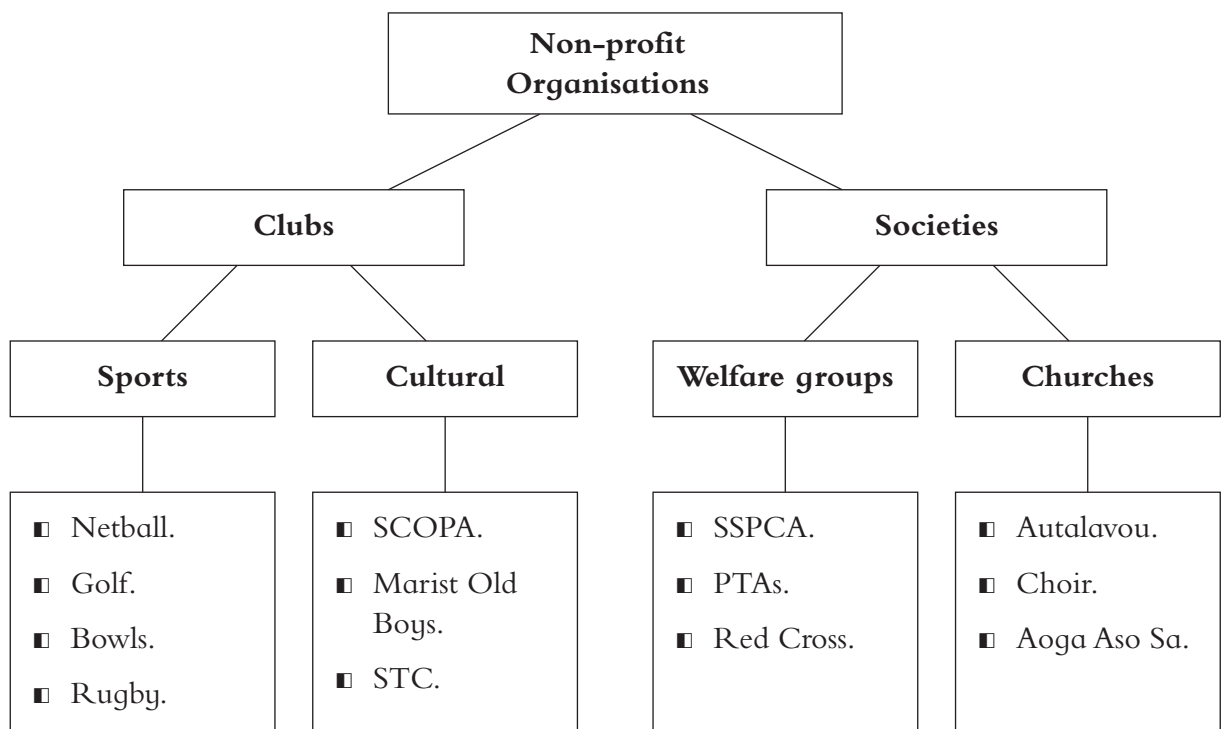 Non-profit
Organisations
Clubs
Societies
Sports
Cultural
Welfare groups
Churches
Netball.
Golf.
Bowls.
Rugby.
SCOPA.
Marist Old
Boys.
STC.
SSPCA.
PTAs.
Red Cross.
Autalavou.
Choir.
Aoga Aso Sa.